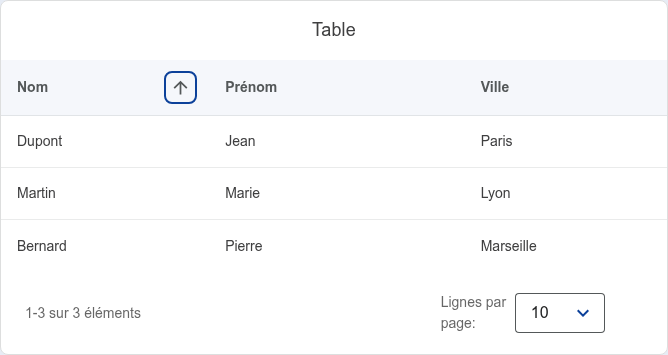 Table
Nom Prénom Ville
Dupont Jean Paris
Martin Marie Lyon
Bernard Pierre Marseille
1-3 sur 3 éléments
Lignes par
page:
10